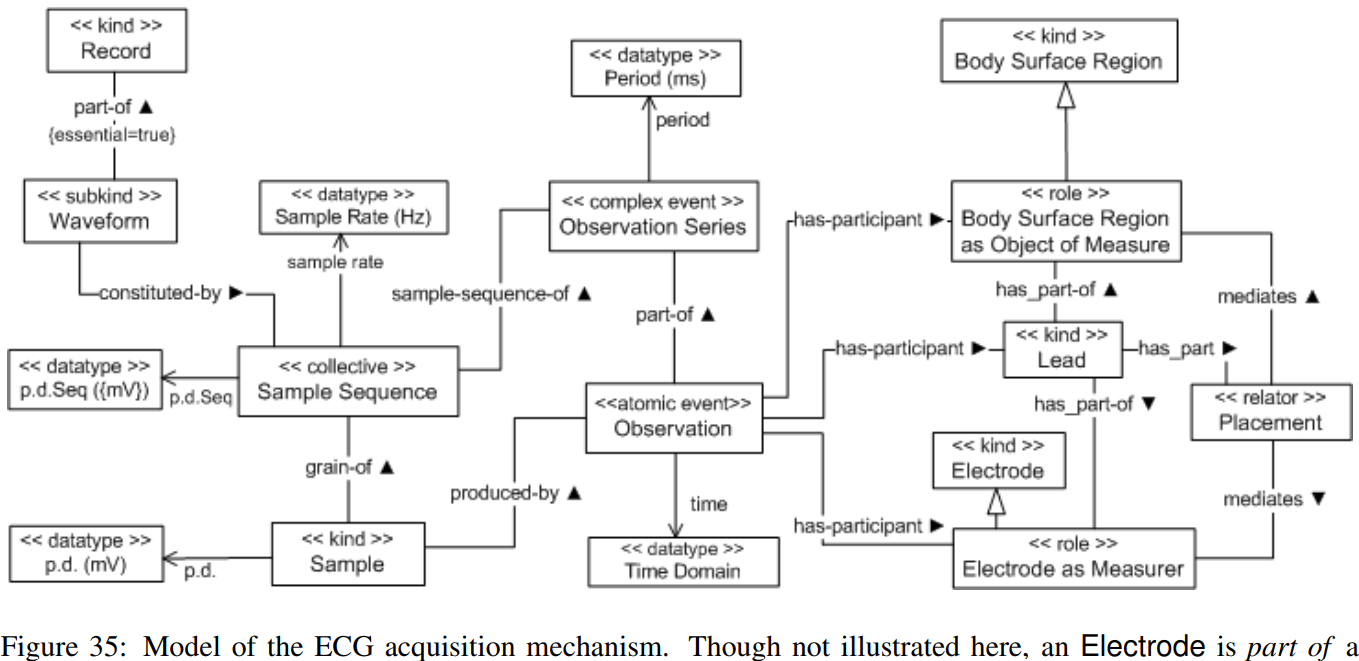 << kind >>
Record
part-of ▲
{essential=true}
<< subkind >>
Waveform
constituted-by ►
<< datatype >>
Sample Rate (Hz)
sample rate
<< datatype >>
p.d.Seq ({mV})
p.d.Seq
<< collective >>
Sample Sequence
grain-of ▲
<< datatype >>
p.d. (mV)
p.d.
<< kind >>
Sample
<< datatype >>
Period (ms)
period
<< complex event >>
Observation Series
sample-sequence-of ▲
part-of ▲
<<atomic event>>
Observation
produced-by ▲
time
<< datatype >>
Time Domain
<< kind >>
Body Surface Region
<< role >>
Body Surface Region
as Object of Measure
has-participant ►
has_part-of ▲
mediates ▲
has-participant ►
<< kind >>
Lead
has_part ►
has_part-of ▼
<< relator >>
Placement
<< kind >>
Electrode
mediates ▼
has-participant ►
<< role >>
Electrode as Measurer
Figure 35: Model of the ECG acquisition mechanism. Though not illustrated here, an Electrode is part of a